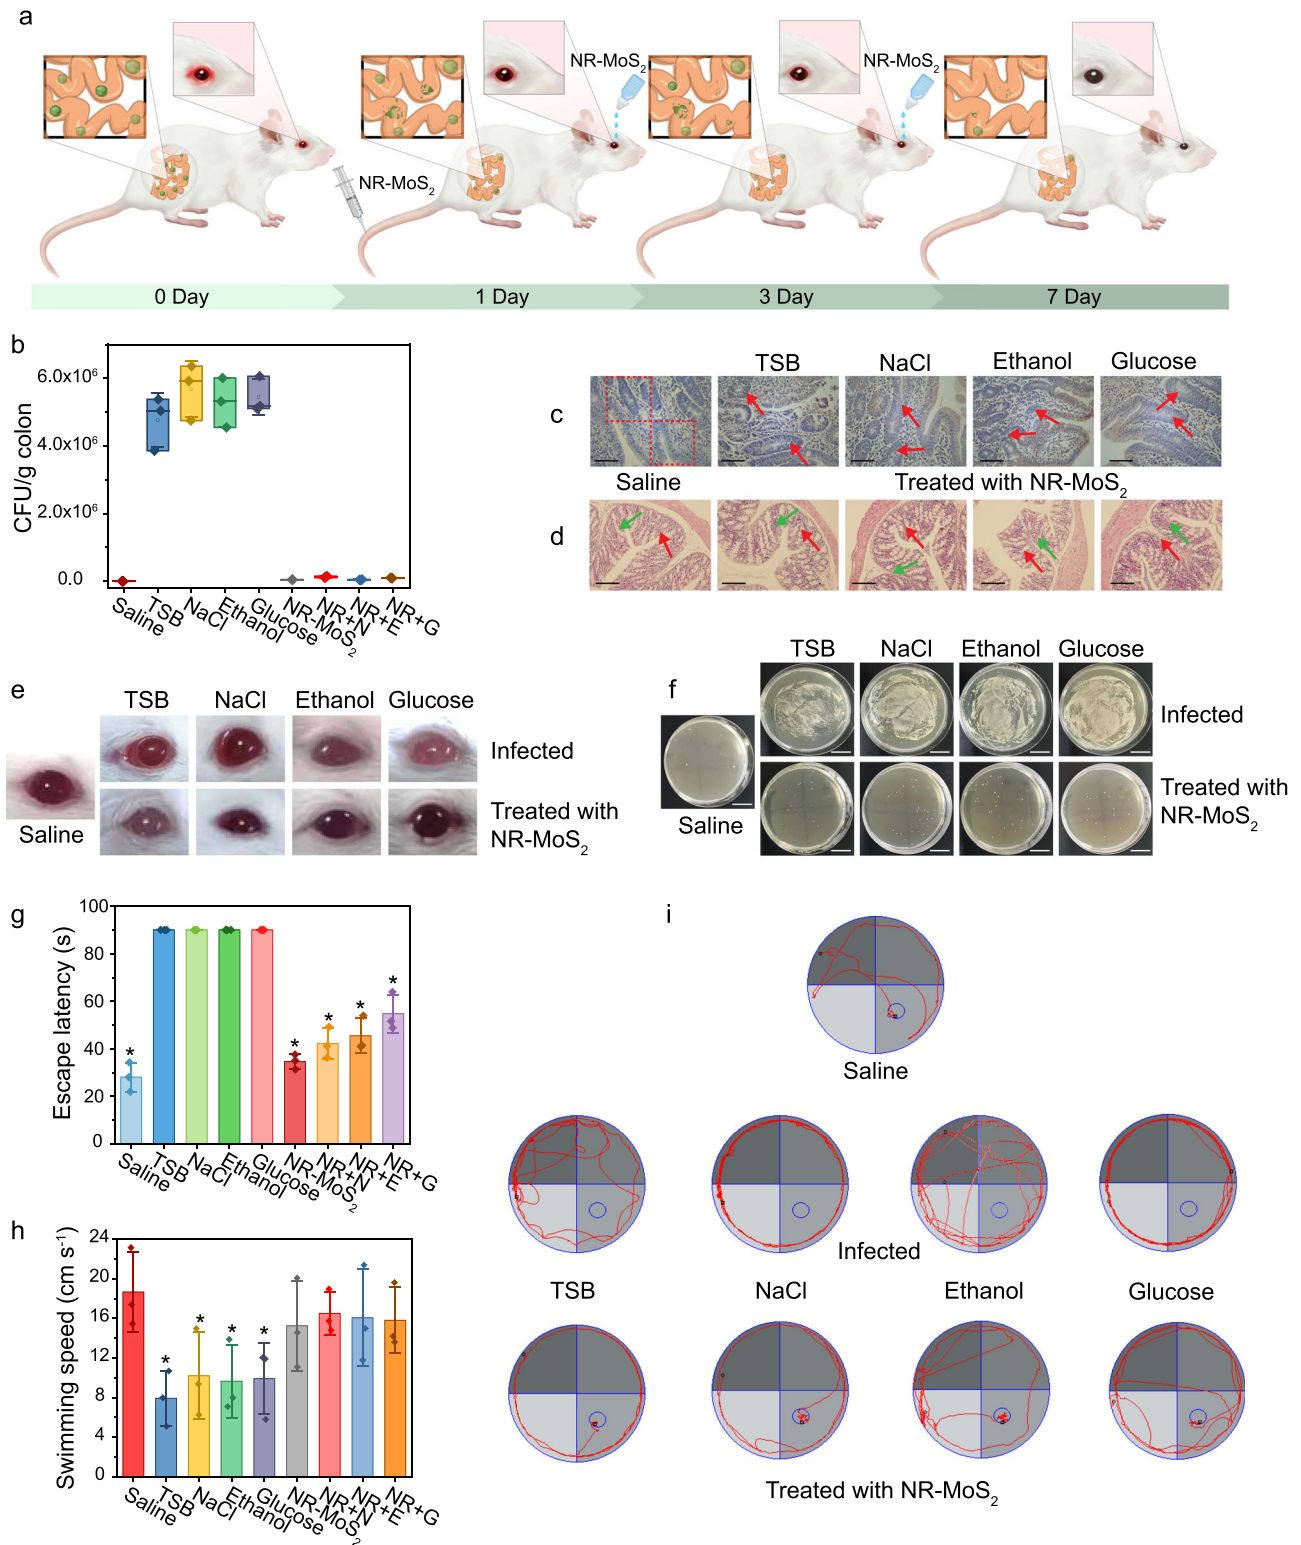 a
NR-MoS2
NR-MoS2
NR-MoS2
0 Day
1 Day
3 Day
7 Day
b
CFU/g colon
6.0x10^6
4.0x10^6
2.0x10^6
0.0
Saline
TSB
NaCl
Ethanol
Glucose
NR-MoS2
NR+N
NR+E
NR+G
TSB
NaCl
Ethanol
Glucose
c
Saline
Treated with NR-MoS2
d
e
TSB
NaCl
Ethanol
Glucose
Infected
Saline
Treated with
NR-MoS2
f
TSB
NaCl
Ethanol
Glucose
Infected
Saline
Treated with
NR-MoS2
g
Escape latency (s)
100
80
60
40
20
0
*
*
*
*
*
Saline
TSB
NaCl
Ethanol
Glucose
NR-MoS2
NR+N
NR+E
NR+G
h
Swimming speed (cm s-1)
24
20
16
12
8
4
0
*
*
*
*
Saline
TSB
NaCl
Ethanol
Glucose
NR-MoS2
NR+N
NR+E
NR+G
i
Saline
Infected
TSB
NaCl
Ethanol
Glucose
Treated with NR-MoS2